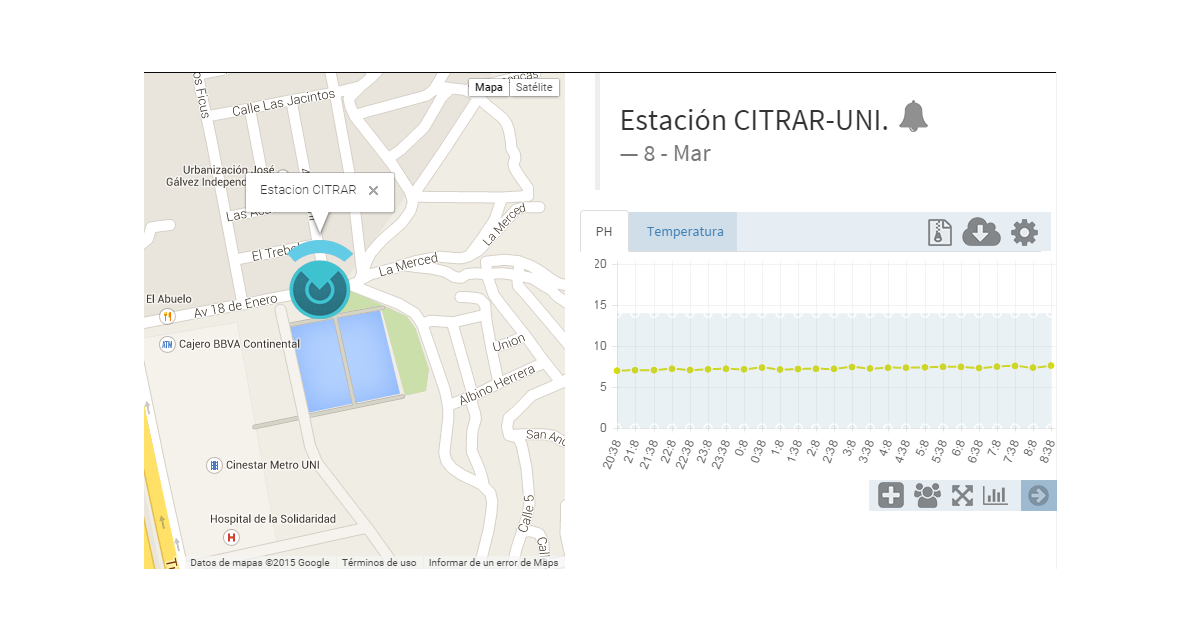 Mapa
Satélite
Calle Las Jacintos
Urbanización José
Gálvez Independ
Estacion CITRAR
La Merced
El Trebol
La Merced
El Abuelo
Av 18 de Enero
ATM
Cajero BBVA Continental
Union
Albino Herrera
San An
Cinestar Metro UNI
Calle 5
Hospital de la Solidaridad
H
Call
Datos de mapas ©2015 Google
Términos de uso
Informar de un error de Maps
Estación CITRAR-UNI.
— 8 - Mar
PH
Temperatura
20
15
10
5
0
20:38
21:8
21:38
22:8
22:38
23:8
23:38
0:8
0:38
1:8
1:38
2:8
2:38
3:8
3:38
4:8
4:38
5:8
5:38
6:8
6:38
7:8
7:38
8:8
8:38